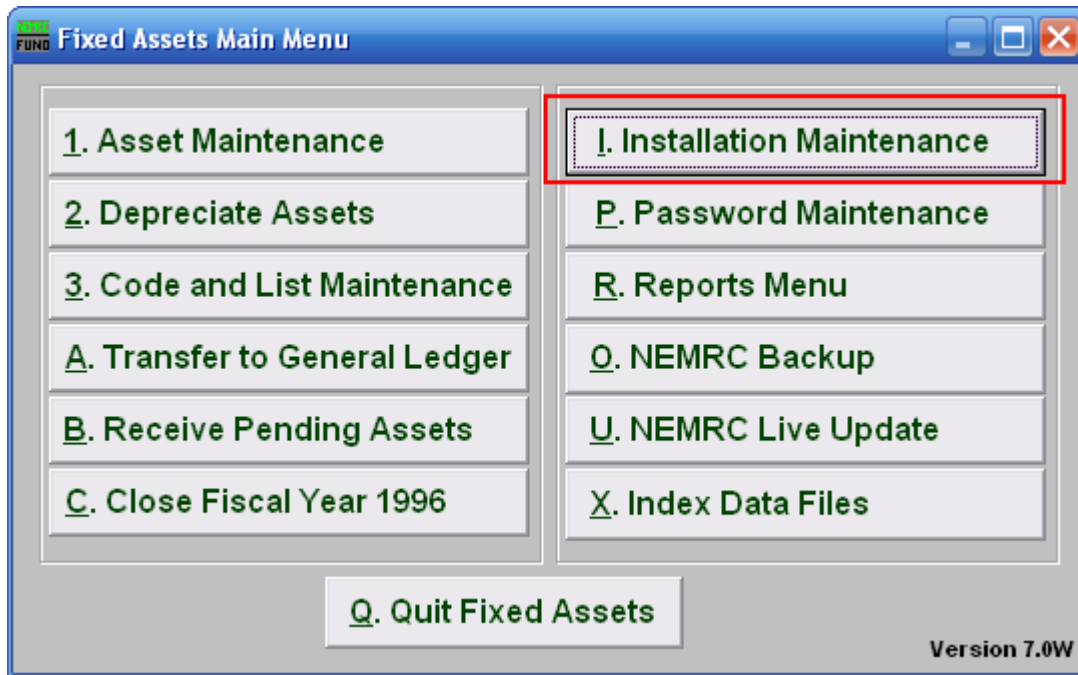 NEMRC
FUND Fixed Assets Main Menu
1. Asset Maintenance
2. Depreciate Assets
3. Code and List Maintenance
A. Transfer to General Ledger
B. Receive Pending Assets
C. Close Fiscal Year 1996
I. Installation Maintenance
P. Password Maintenance
R. Reports Menu
O. NEMRC Backup
U. NEMRC Live Update
X. Index Data Files
Q. Quit Fixed Assets
Version 7.0W